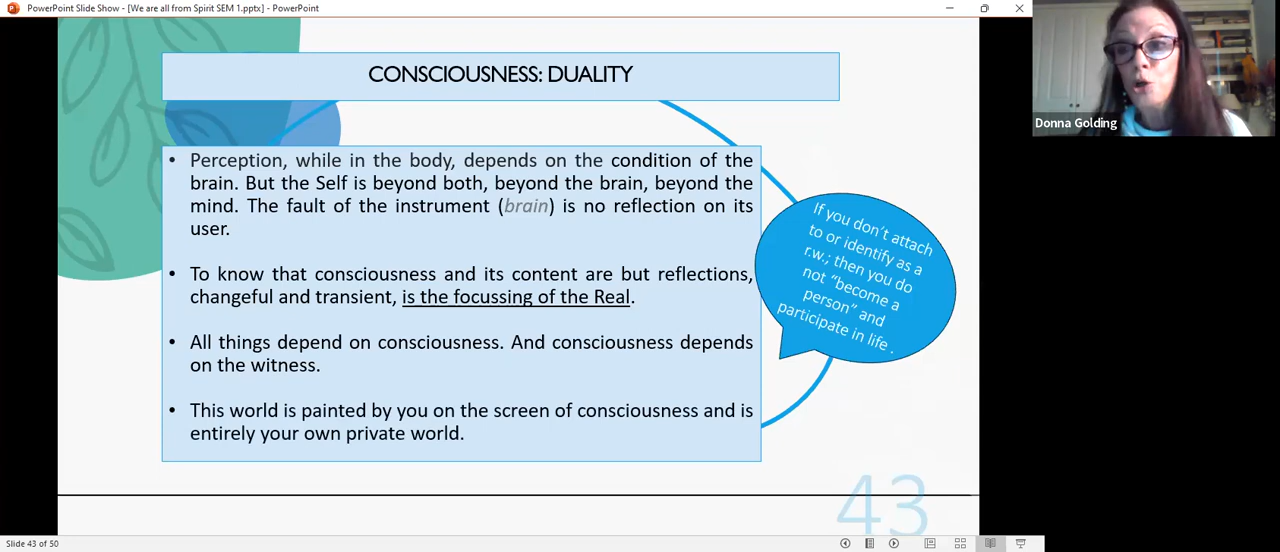 PowerPoint Slide Show - [We are all from Spirit SEM 1.pptx] - PowerPoint
CONSCIOUSNESS: DUALITY
• Perception, while in the body, depends on the condition of the
brain. But the Self is beyond both, beyond the brain, beyond the
mind. The fault of the instrument (brain) is no reflection on its
user.
• To know that consciousness and its content are but reflections,
changeful and transient, is the focussing of the Real.
• All things depend on consciousness. And consciousness depends
on the witness.
• This world is painted by you on the screen of consciousness and is
entirely your own private world.
If you don´t attach
to or identify as a
r.w.; then you do
not “become a
person” and
participate in life .
43
Slide 43 of 50
Donna Golding